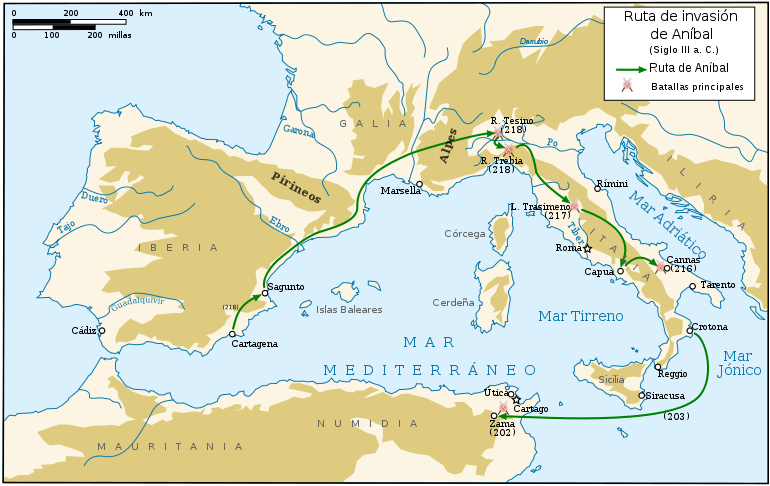 0 200 400 km
0 100 200 millas
Ruta de invasión
de Aníbal
(Siglo III a. C.)
Ruta de Aníbal
Batallas principales
Danubio
Garona
GALIA
Alpes
R. Tesino
(218)
Po
R. Trebia
(218)
ILIRIA
Pirineos
Marsella
Rímini
Duero
Tajo
Ebro
L. Trasimeno
(217)
Mar Adriático
Tíber
ITALIA
IBERIA
Córcega
Roma
Cannas
(216)
Capua
Sagunto
Tarento
Guadalquivir
(218)
Islas Baleares
Cerdeña
Mar Tirreno
Cádiz
Cartagena
Crotona
MAR
MEDITERRÁNEO
Mar
Jónico
Reggio
Sicilia
Siracusa
Útica
Cartago
Zama
(202)
(203)
NUMIDIA
MAURITANIA